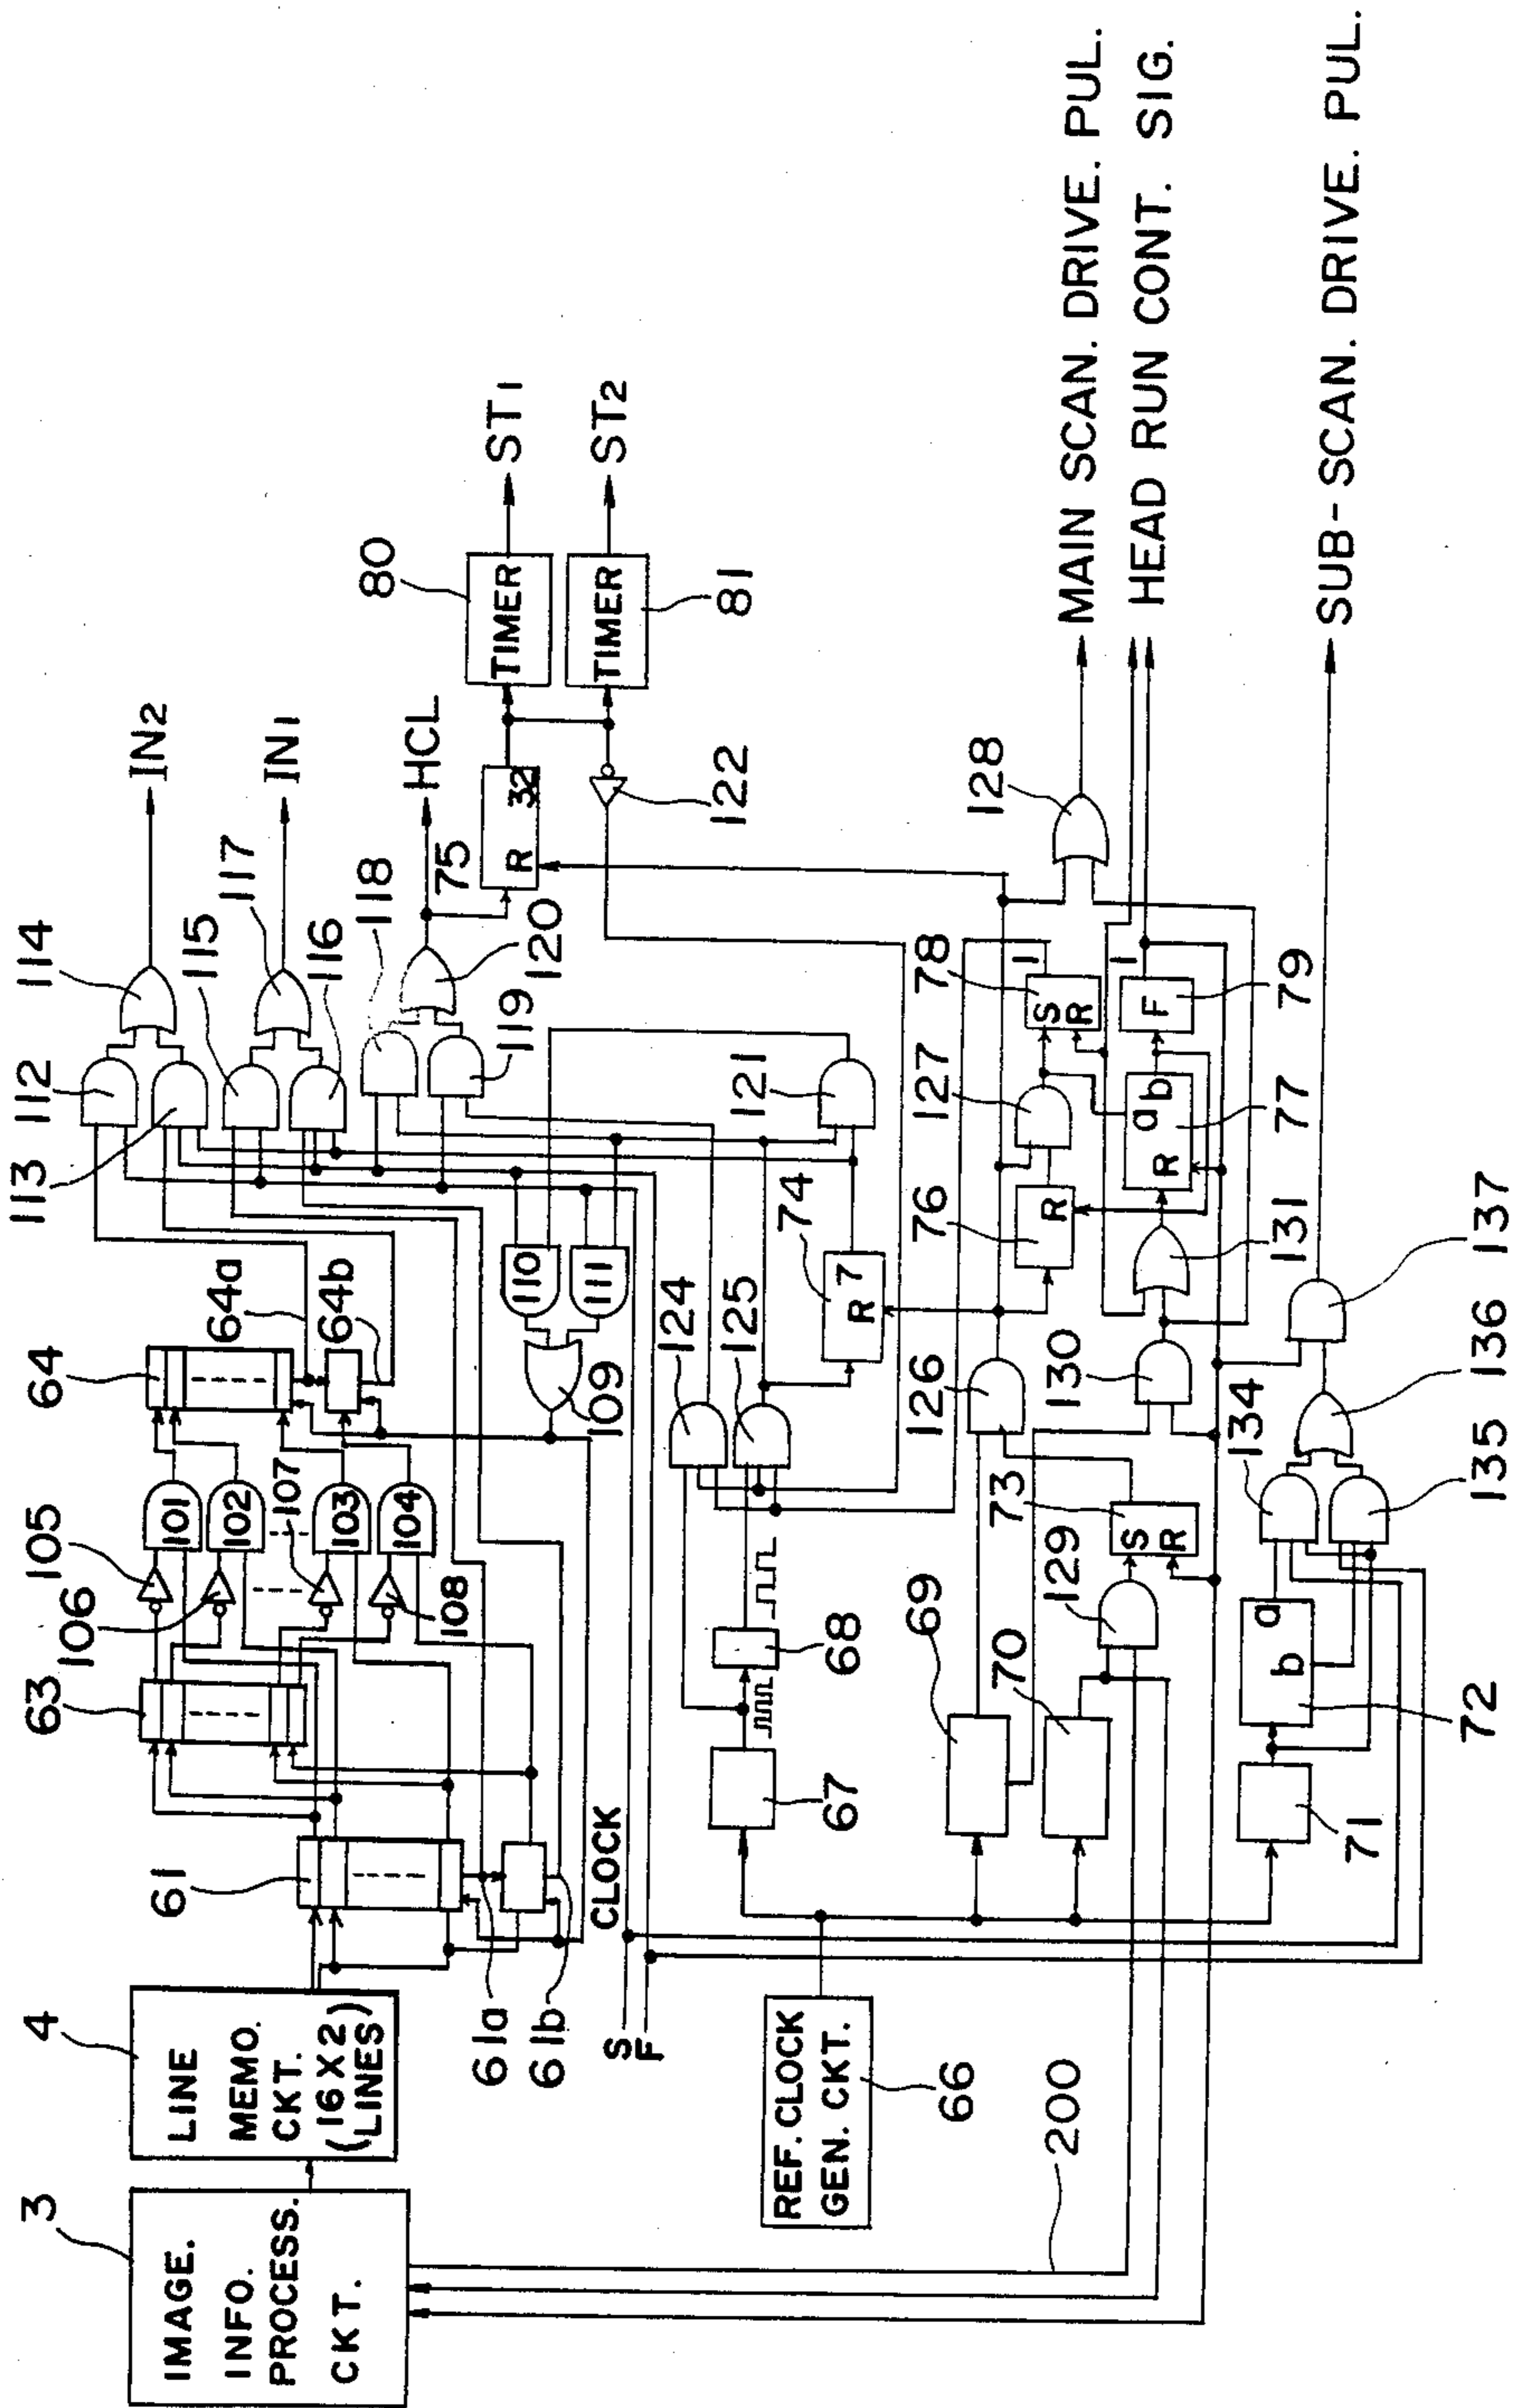 3
IMAGE.
INFO.
PROCESS.
CKT.
4
LINE
MEMO.
CKT.
(16X2)
(LINES)
61
61a
61b
CLOCK
S
F
63
105
106
107
108
101
102
103
104
64
64a
64b
109
110
111
112
113
114
IN2
115
116
117
IN1
118
119
120
HCL
75
R
32
80
TIMER
ST1
TIMER
81
ST2
122
121
REF. CLOCK
GEN. CKT.
66
67
68
124
125
74
R
7
69
70
126
76
R
127
78
S
R
1
128
MAIN SCAN. DRIVE. PUL.
HEAD RUN CONT. SIG.
73
S
R
129
130
131
77
a
b
R
79
F
1
200
71
72
a
b
134
135
136
137
SUB-SCAN. DRIVE. PUL.